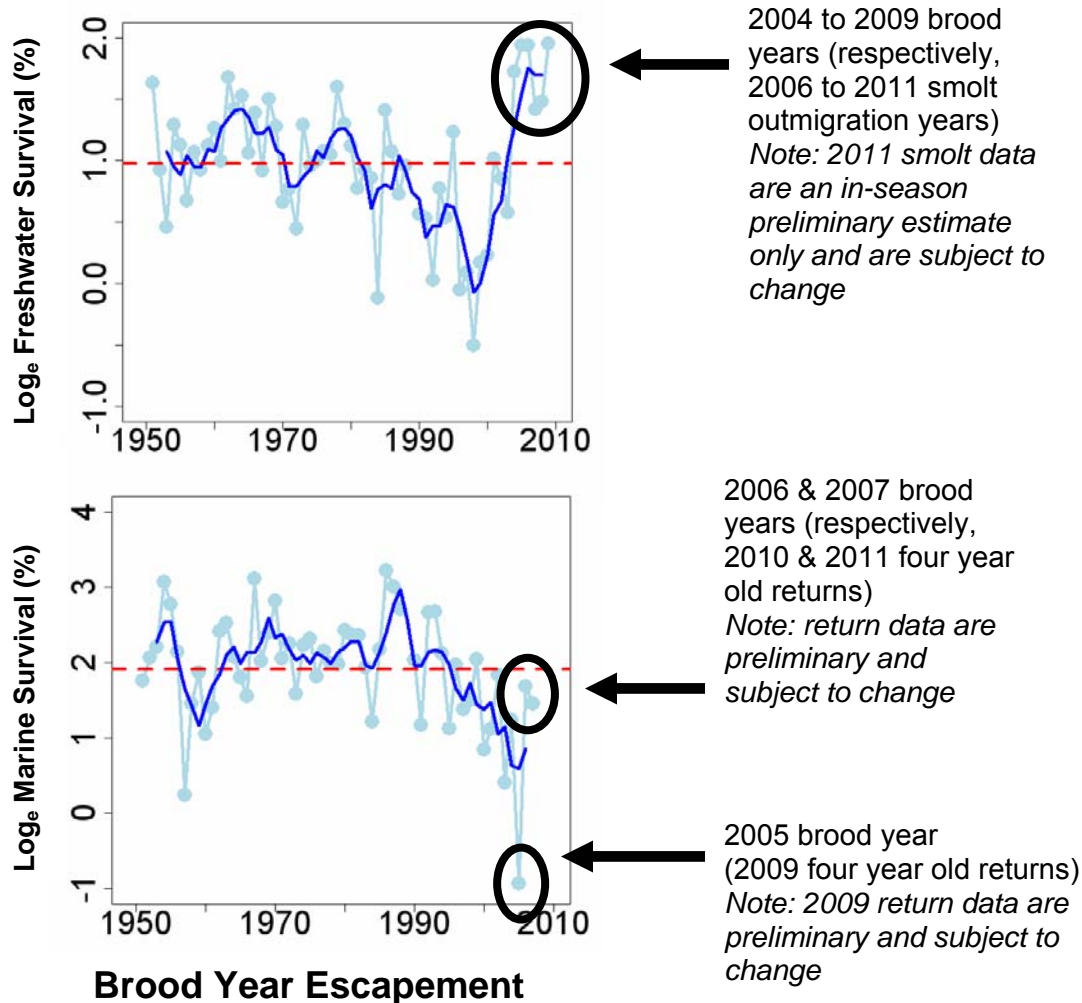 Logₑ Freshwater Survival (%)
2.0
1.0
0.0
-1.0
1950
1970
1990
2010
2004 to 2009 brood
years (respectively,
2006 to 2011 smolt
outmigration years)
Note: 2011 smolt data
are an in-season
preliminary estimate
only and are subject to
change
Logₑ Marine Survival (%)
4
3
2
1
0
-1
1950
1970
1990
2010
2006 & 2007 brood
years (respectively,
2010 & 2011 four year
old returns)
Note: return data are
preliminary and
subject to change
2005 brood year
(2009 four year old returns)
Note: 2009 return data are
preliminary and subject to
change
Brood Year Escapement